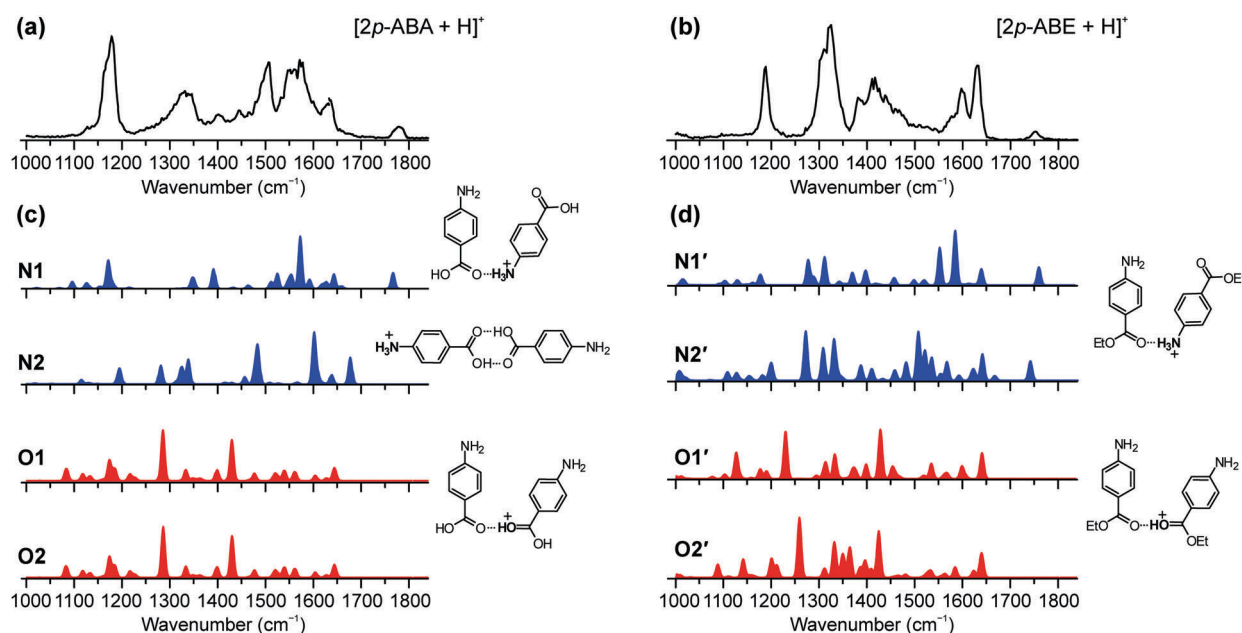 (a)
[2p-ABA + H]⁺
1000 1100 1200 1300 1400 1500 1600 1700 1800
Wavenumber (cm⁻¹)
(b)
[2p-ABE + H]⁺
1000 1100 1200 1300 1400 1500 1600 1700 1800
Wavenumber (cm⁻¹)
(c)
N1
NH₂
O
OH
HO
O
H₃N
+
N2
+
H₃N
O
HO
OH
O
NH₂
O1
NH₂
NH₂
HO
O
HO
+
OH
O2
1000 1100 1200 1300 1400 1500 1600 1700 1800
Wavenumber (cm⁻¹)
(d)
N1′
O
OE
NH₂
EtO
O
H₃N
+
N2′
O1′
NH₂
NH₂
EtO
O
HO
+
OEt
O2′
1000 1100 1200 1300 1400 1500 1600 1700 1800
Wavenumber (cm⁻¹)